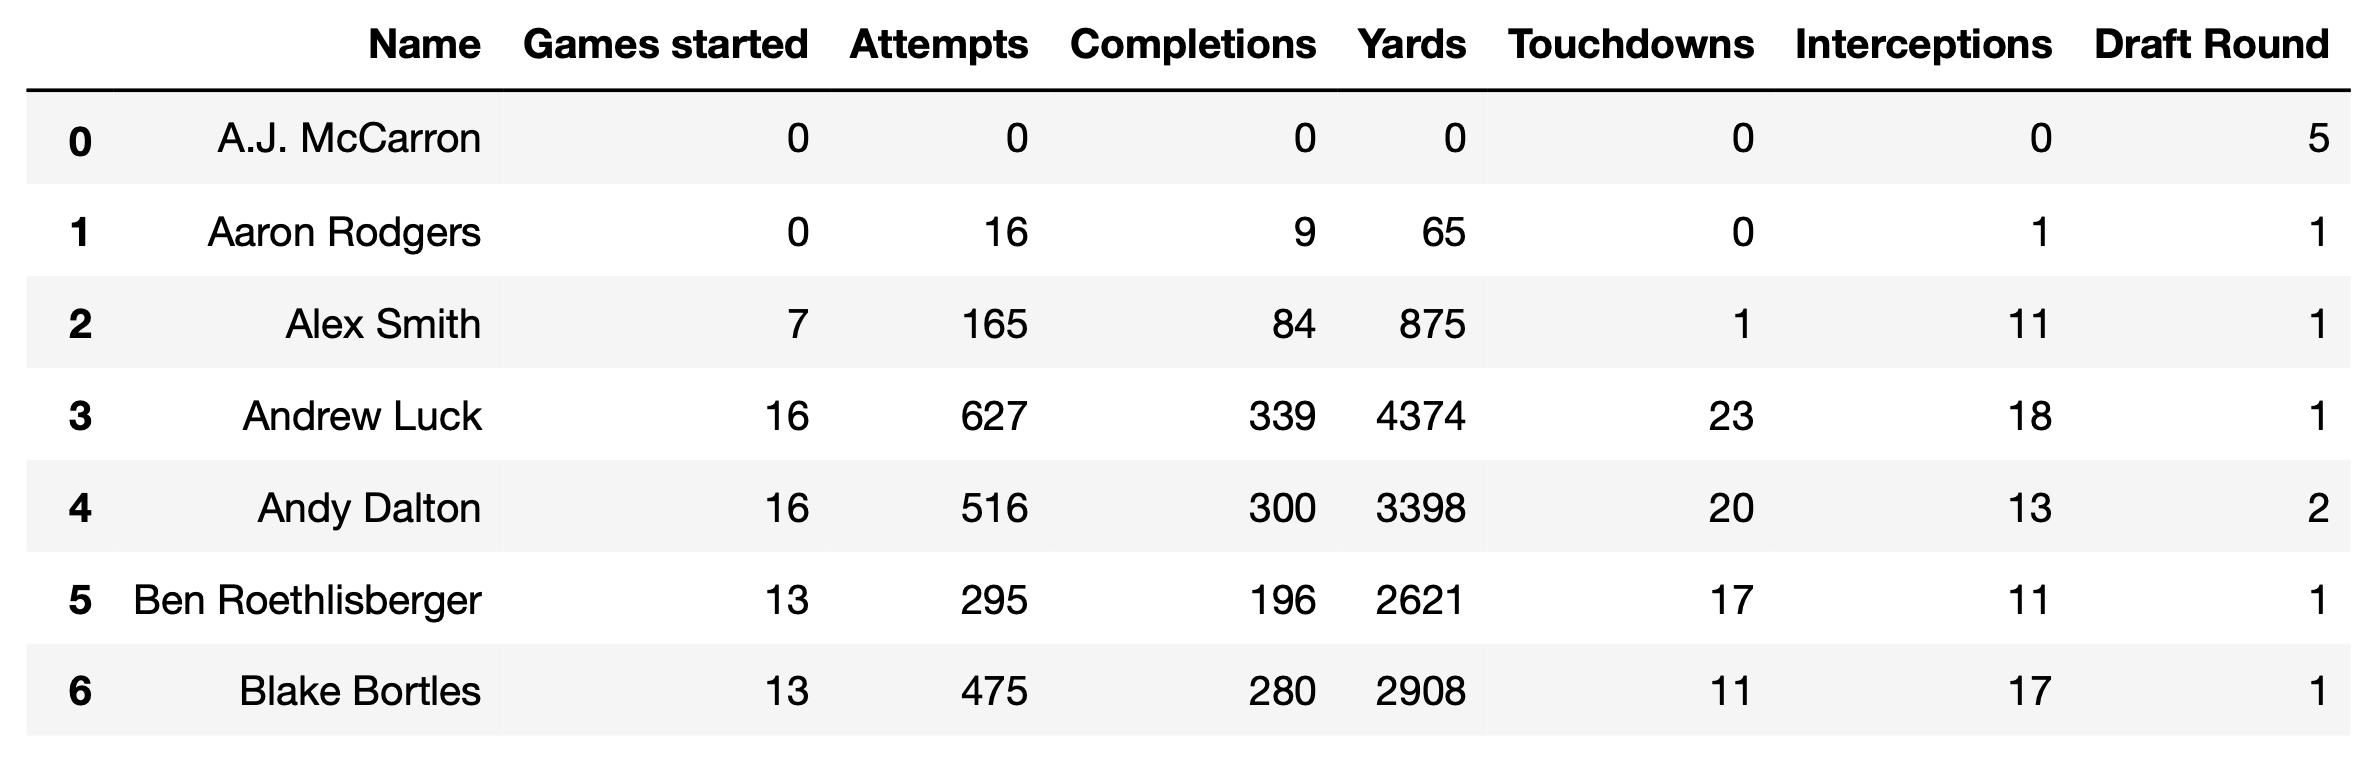 Name Games started Attempts Completions Yards Touchdowns Interceptions Draft Round
0 A.J. McCarron 0 0 0 0 0 0 5
1 Aaron Rodgers 0 16 9 65 0 1 1
2 Alex Smith 7 165 84 875 1 11 1
3 Andrew Luck 16 627 339 4374 23 18 1
4 Andy Dalton 16 516 300 3398 20 13 2
5 Ben Roethlisberger 13 295 196 2621 17 11 1
6 Blake Bortles 13 475 280 2908 11 17 1